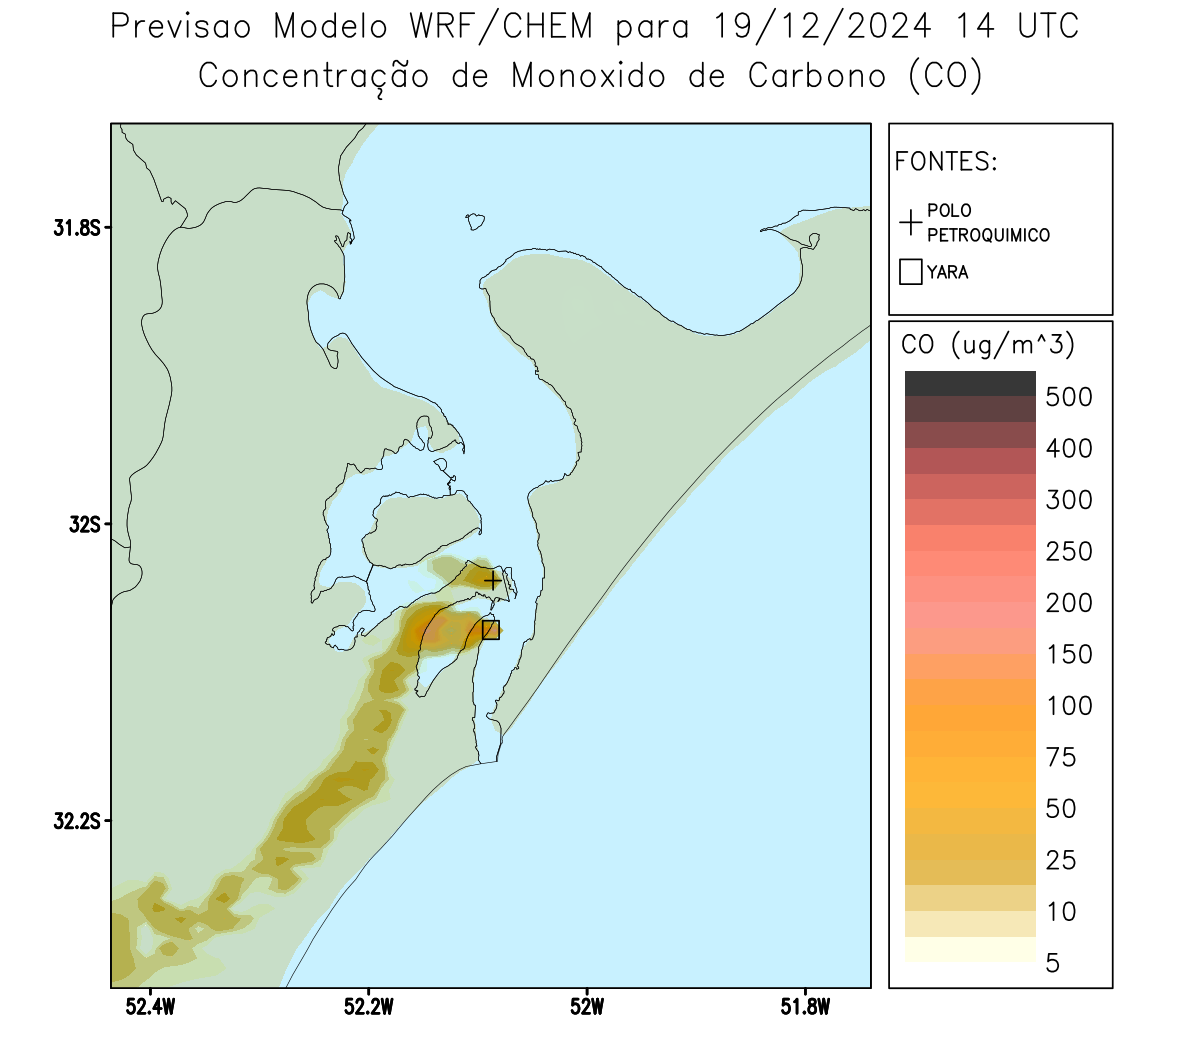 Previsao Modelo WRF/CHEM para 19/12/2024 14 UTC
Concentração de Monoxido de Carbono (CO)
FONTES:
POLO
PETROQUIMICO
YARA
31.8S
32S
32.2S
52.4W
52.2W
52W
51.8W
CO (ug/m^3)
500
400
300
250
200
150
100
75
50
25
10
5